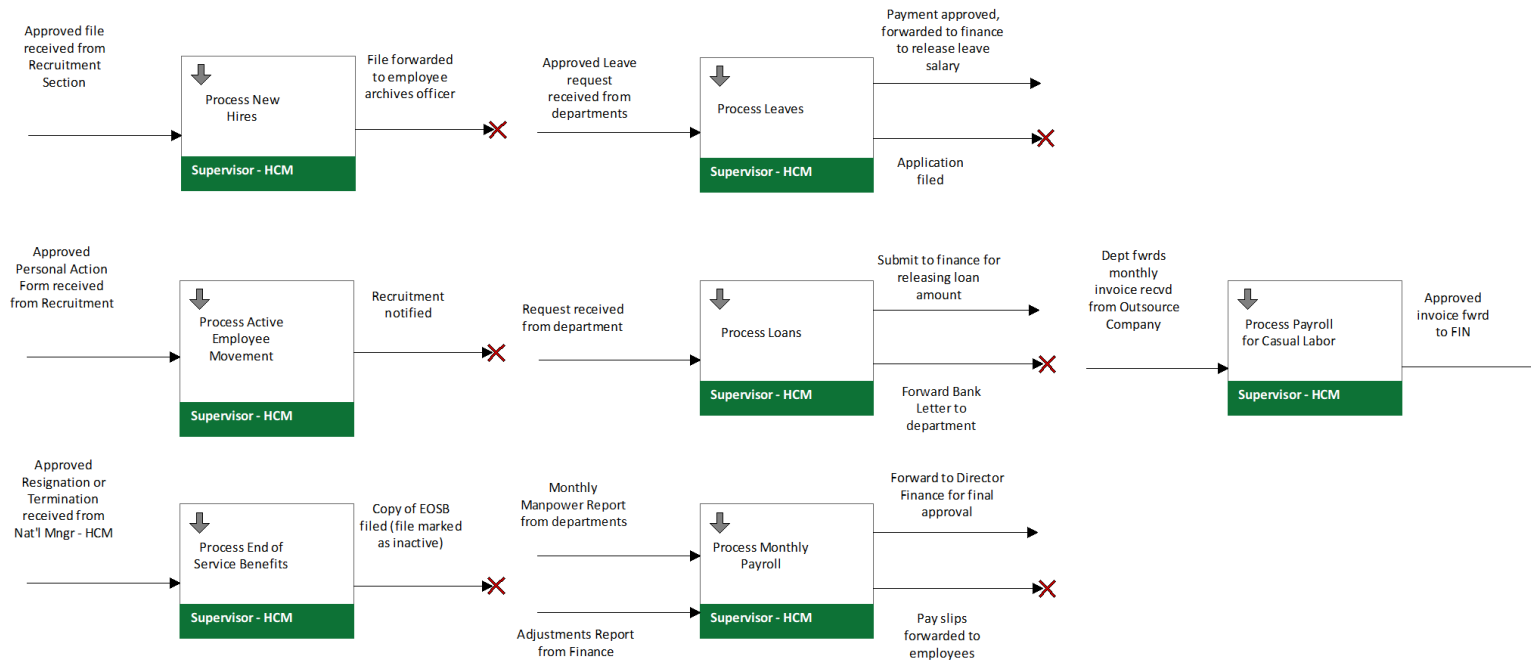 Approved file
received from
Recruitment
Section
Process New
Hires
Supervisor - HCM
File forwarded
to employee
archives officer
Approved Leave
request
received from
departments
Process Leaves
Supervisor - HCM
Payment approved,
forwarded to finance
to release leave
salary
Application
filed
Approved
Personal Action
Form received
from Recruitment
Process Active
Employee
Movement
Supervisor - HCM
Recruitment
notified
Request received
from department
Process Loans
Supervisor - HCM
Submit to finance for
releasing loan
amount
Forward Bank
Letter to
department
Dept fwrds
monthly
invoice recvd
from Outsource
Company
Process Payroll
for Casual Labor
Supervisor - HCM
Approved
invoice fwrd
to FIN
Approved
Resignation or
Termination
received from
Nat'l Mngr - HCM
Process End of
Service Benefits
Supervisor - HCM
Copy of EOSB
filed (file marked
as inactive)
Monthly
Manpower Report
from departments
Adjustments Report
from Finance
Process Monthly
Payroll
Supervisor - HCM
Forward to Director
Finance for final
approval
Pay slips
forwarded to
employees